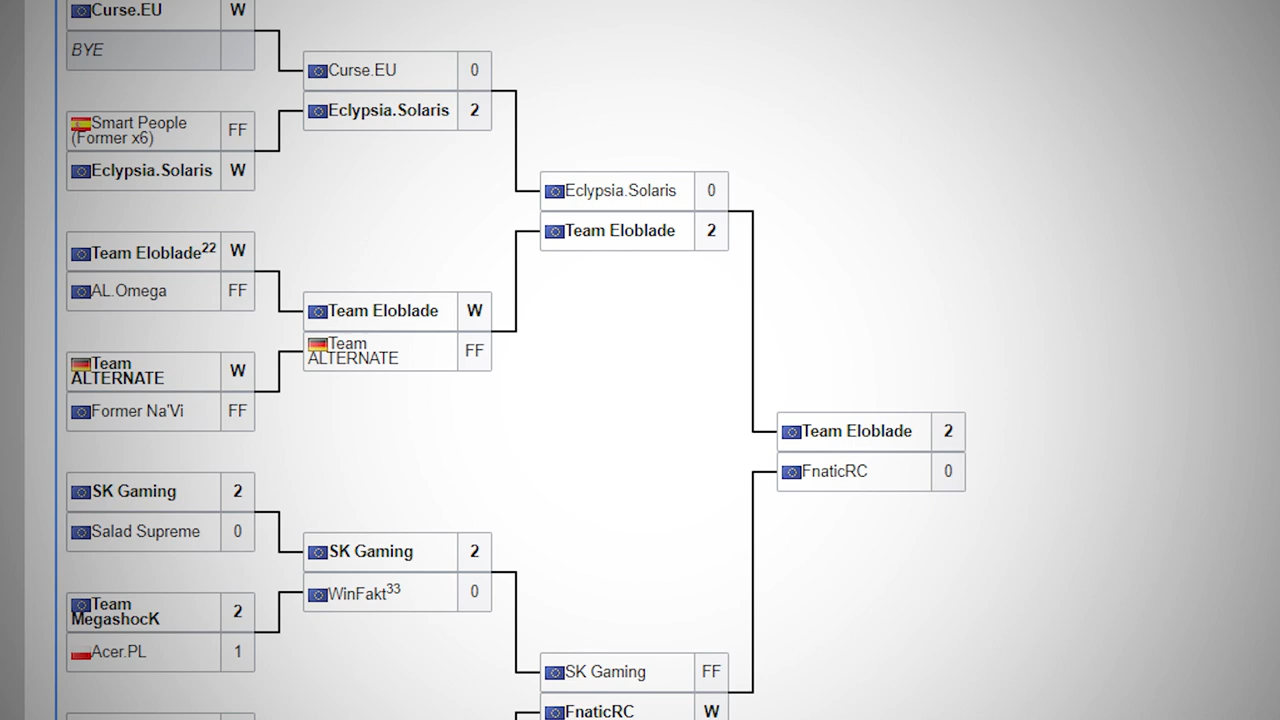 Curse.EU W
BYE
Smart People
(Former x6) FF
Eclypsia.Solaris W
Team Eloblade22 W
AL.Omega FF
Team
ALTERNATE W
Former Na'Vi FF
SK Gaming 2
Salad Supreme 0
Team
MegashocK 2
Acer.PL 1
Curse.EU 0
Eclypsia.Solaris 2
Team Eloblade W
Team
ALTERNATE FF
SK Gaming 2
WinFakt33 0
Eclypsia.Solaris 0
Team Eloblade 2
SK Gaming FF
FnaticRC W
Team Eloblade 2
FnaticRC 0